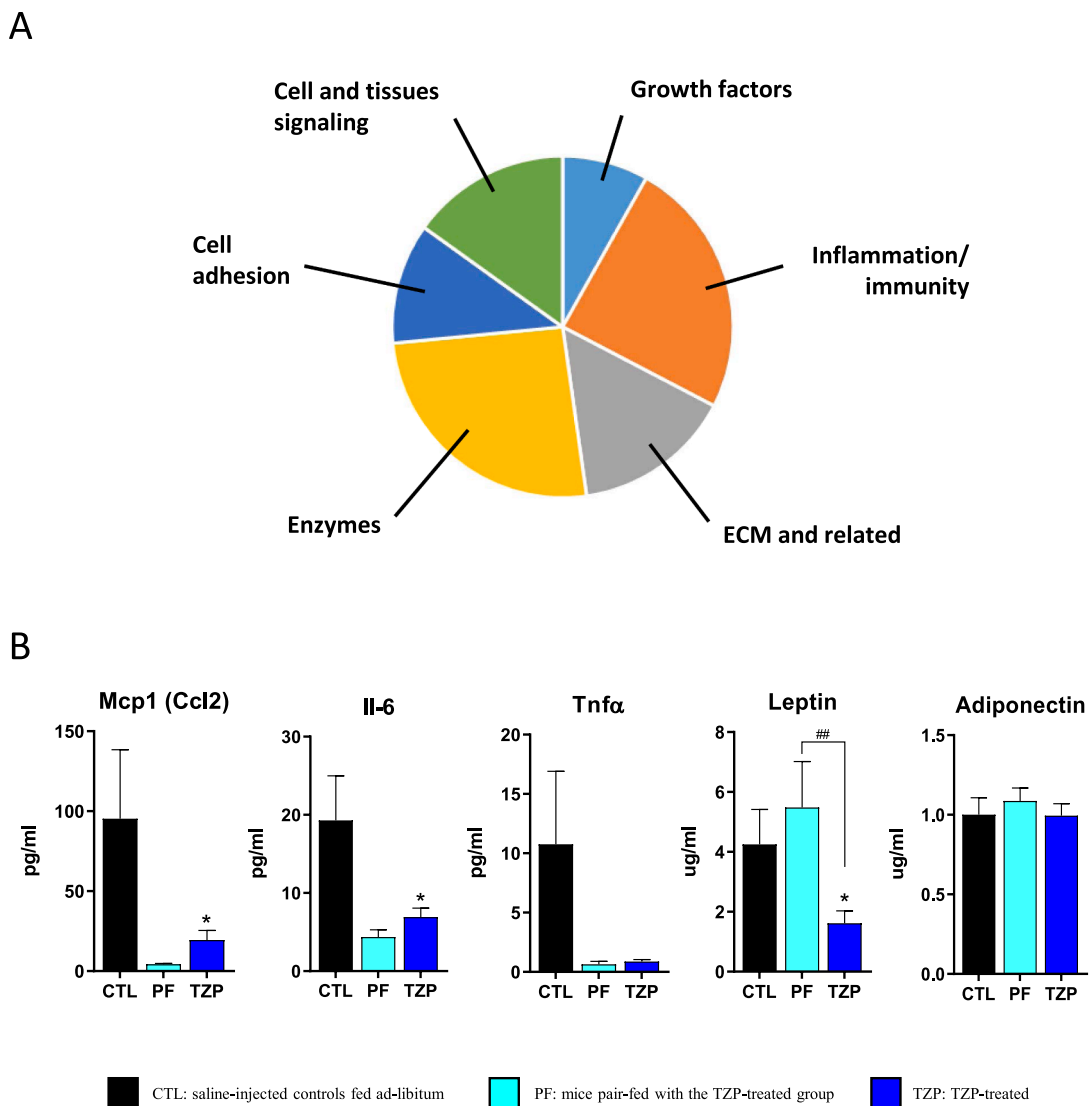 A
Cell and tissues
signaling
Growth factors
Cell
adhesion
Inflammation/
immunity
Enzymes
ECM and related
B
Mcp1 (Ccl2)
150
100
50
0
pg/ml
*
CTL PF TZP
Il-6
30
20
10
0
pg/ml
*
CTL PF TZP
Tnfα
20
15
10
5
0
pg/ml
CTL PF TZP
Leptin
8
6
4
2
0
ug/ml
##
*
CTL PF TZP
Adiponectin
1.5
1.0
0.5
0.0
ug/ml
CTL PF TZP
CTL: saline-injected controls fed ad-libitum
PF: mice pair-fed with the TZP-treated group
TZP: TZP-treated